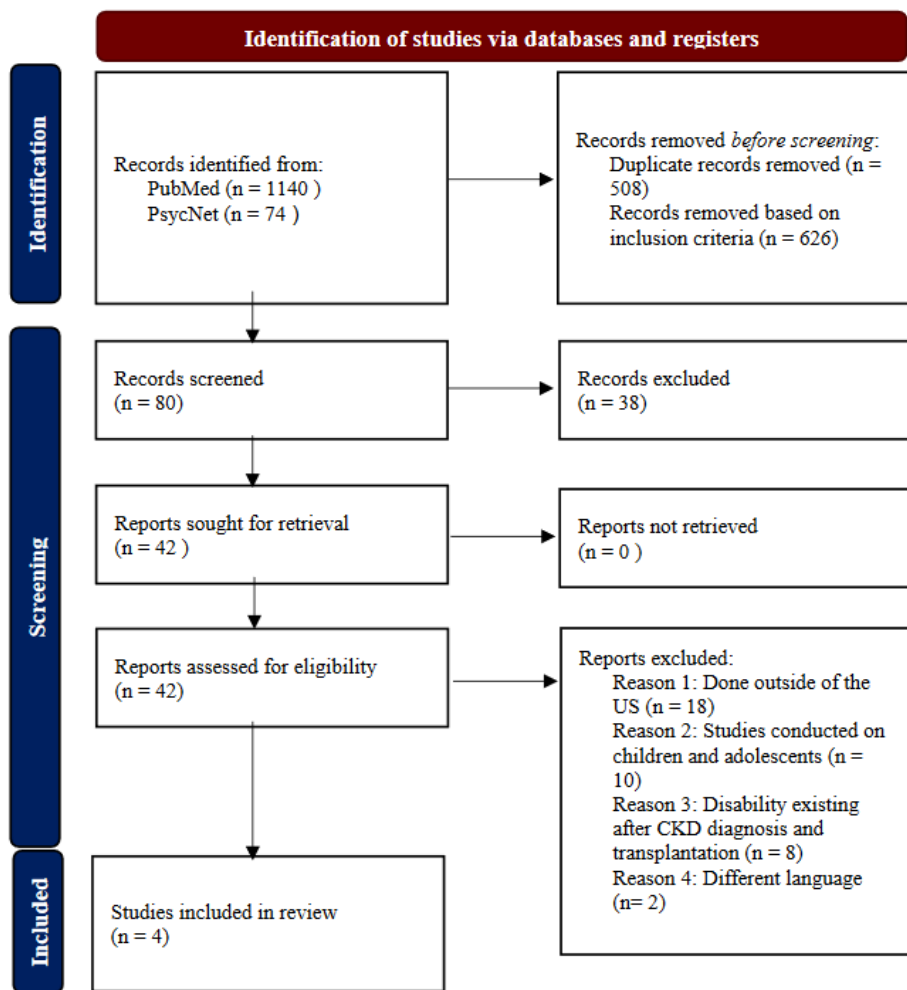 Identification of studies via databases and registers
Identification
Records identified from:
PubMed (n = 1140 )
PsycNet (n = 74 )
Records removed before screening:
Duplicate records removed (n =
508)
Records removed based on
inclusion criteria (n = 626)
Screening
Records screened
(n = 80)
Records excluded
(n = 38)
Reports sought for retrieval
(n = 42 )
Reports not retrieved
(n = 0 )
Reports assessed for eligibility
(n = 42)
Reports excluded:
Reason 1: Done outside of the
US (n = 18)
Reason 2: Studies conducted on
children and adolescents (n =
10)
Reason 3: Disability existing
after CKD diagnosis and
transplantation (n = 8)
Reason 4: Different language
(n= 2)
Included
Studies included in review
(n = 4)